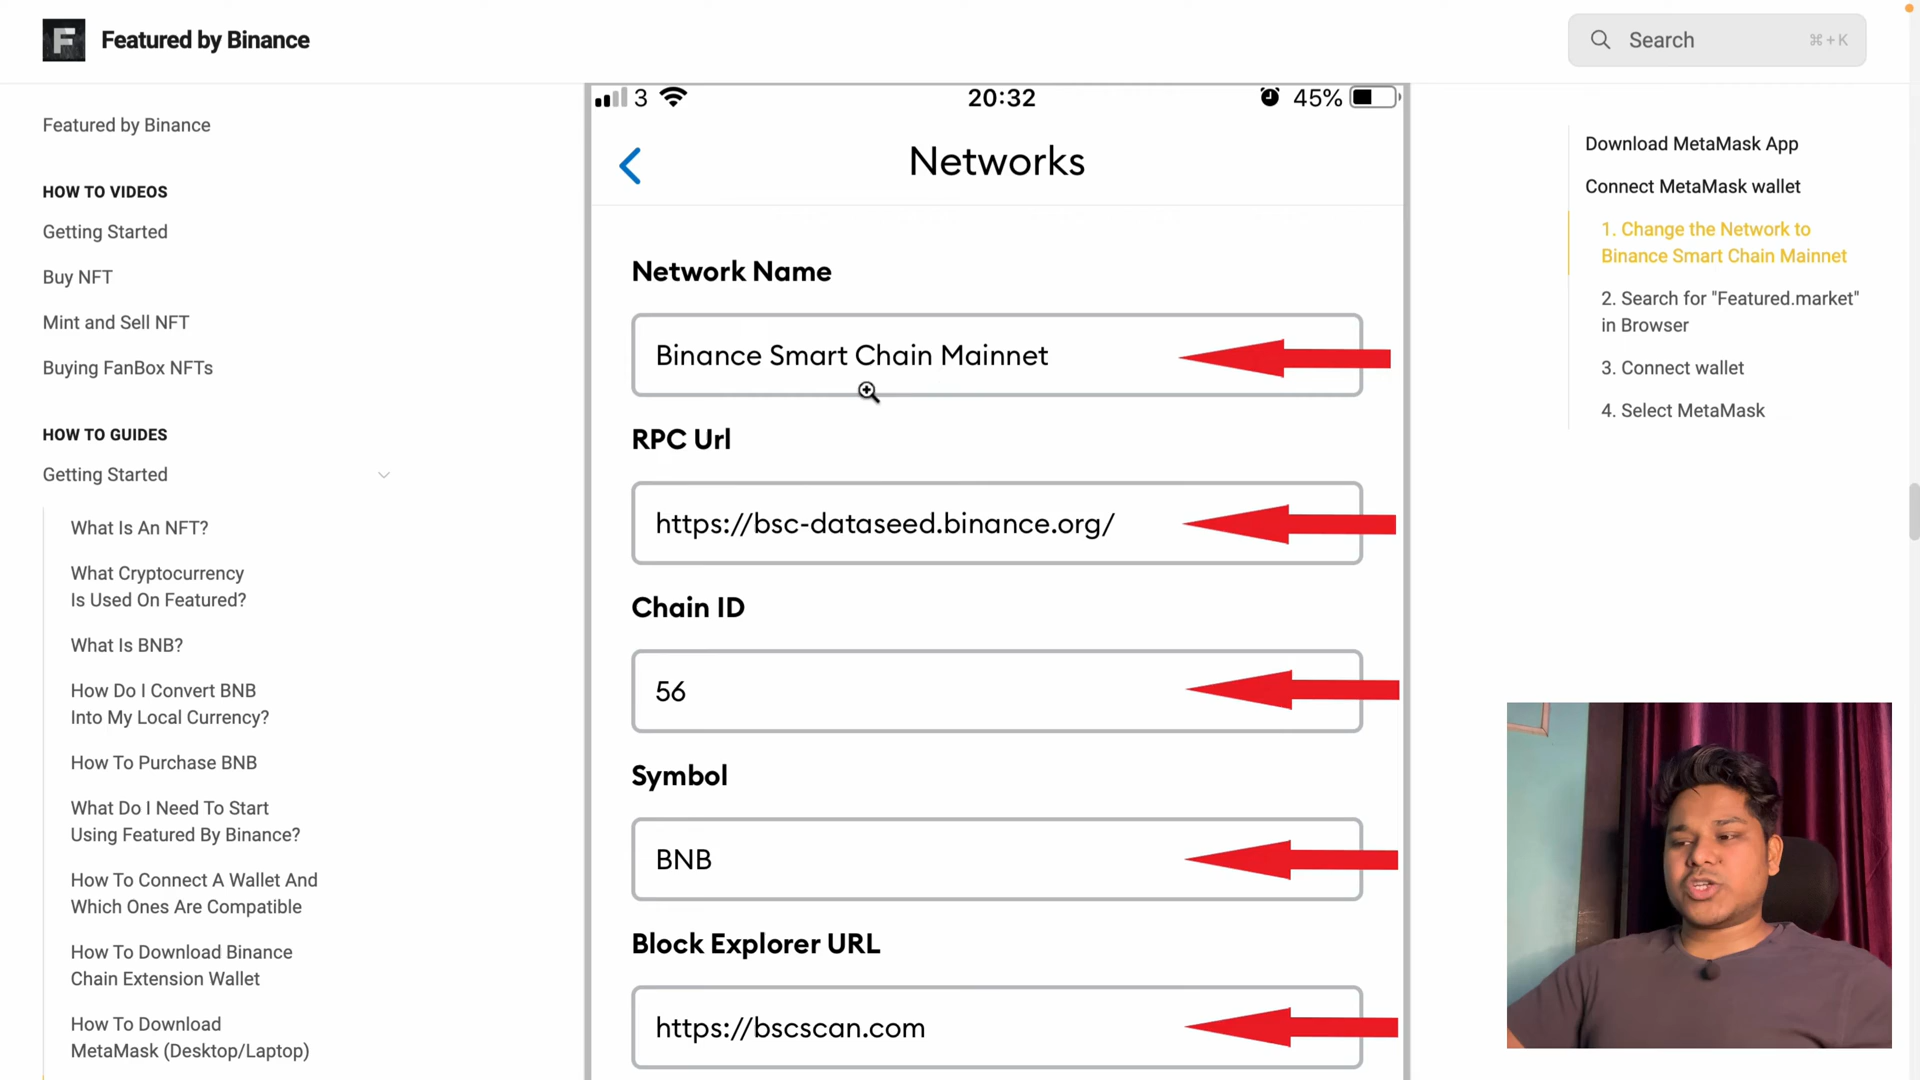 F
Featured by Binance
Search
⌘+K
Featured by Binance
HOW TO VIDEOS
Getting Started
Buy NFT
Mint and Sell NFT
Buying FanBox NFTs
HOW TO GUIDES
Getting Started
What Is An NFT?
What Cryptocurrency
Is Used On Featured?
What Is BNB?
How Do I Convert BNB
Into My Local Currency?
How To Purchase BNB
What Do I Need To Start
Using Featured By Binance?
How To Connect A Wallet And
Which Ones Are Compatible
How To Download Binance
Chain Extension Wallet
How To Download
MetaMask (Desktop/Laptop)
3
20:32
45%
Networks
Network Name
Binance Smart Chain Mainnet
RPC Url
https://bsc-dataseed.binance.org/
Chain ID
56
Symbol
BNB
Block Explorer URL
https://bscscan.com
Download MetaMask App
Connect MetaMask wallet
1. Change the Network to
Binance Smart Chain Mainnet
2. Search for "Featured.market"
in Browser
3. Connect wallet
4. Select MetaMask